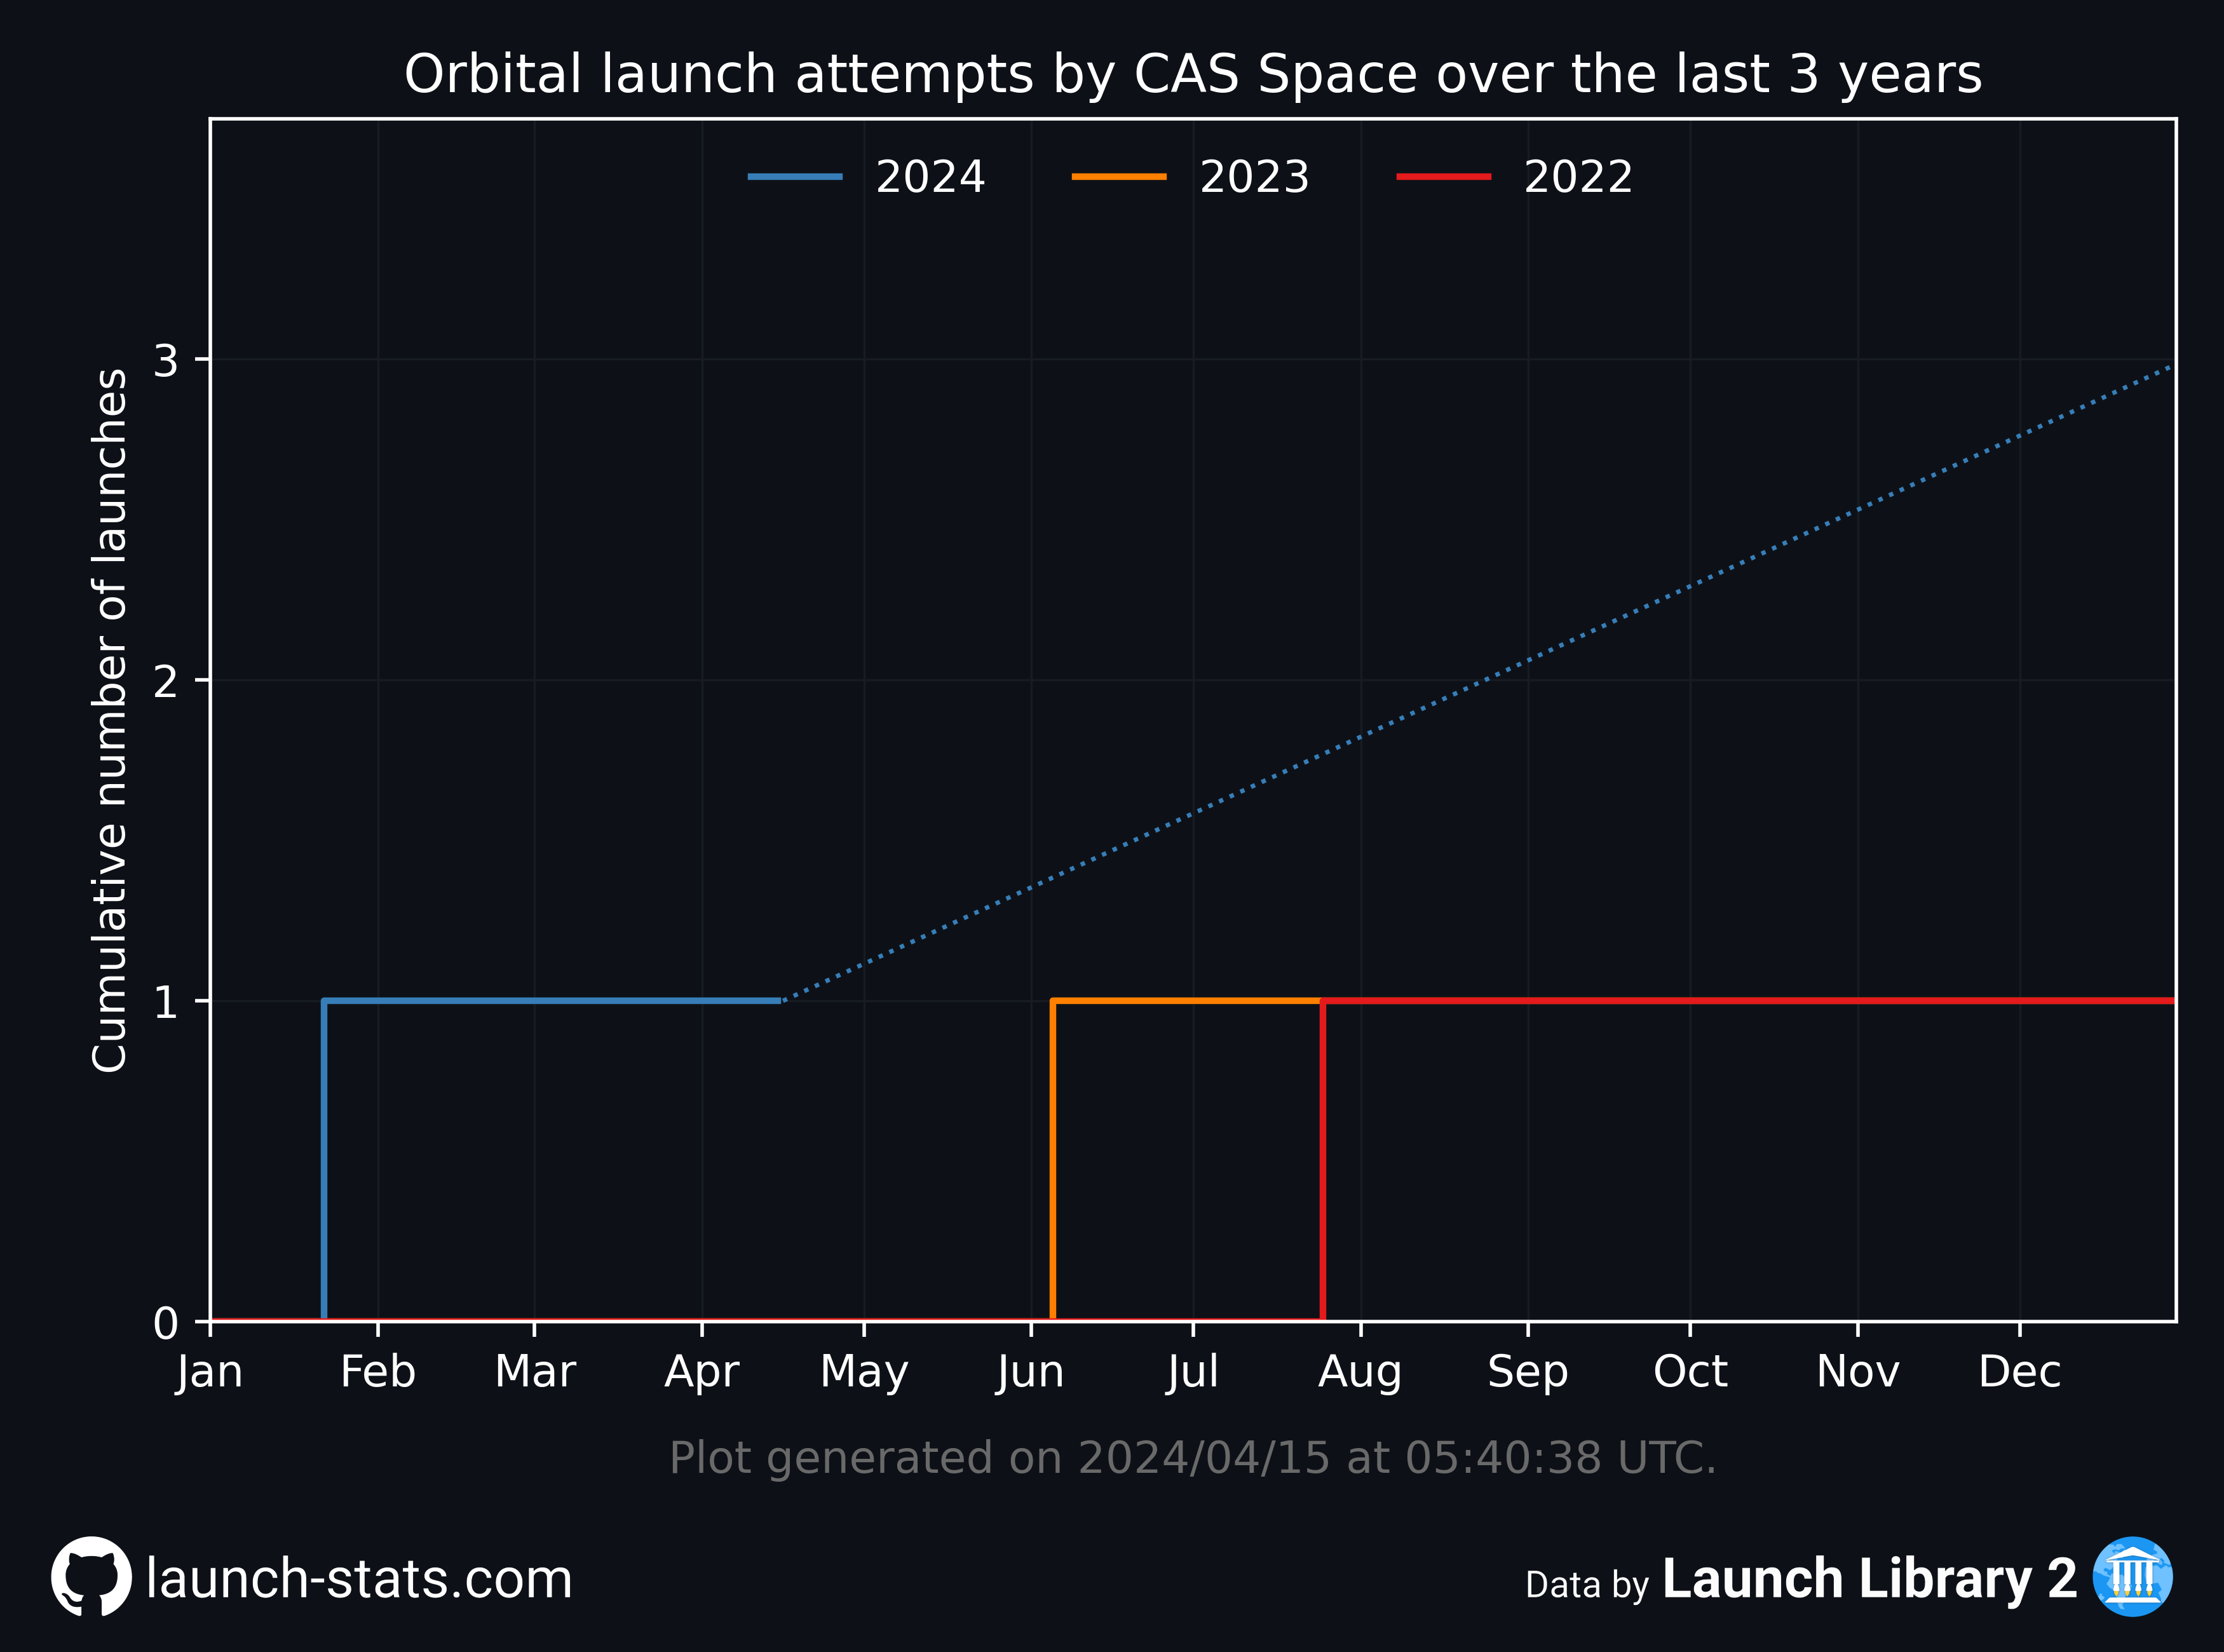 Orbital launch attempts by CAS Space over the last 3 years
2024 2023 2022
Cumulative number of launches
3
2
1
0
Jan Feb Mar Apr May Jun Jul Aug Sep Oct Nov Dec
Plot generated on 2024/04/15 at 05:40:38 UTC.
launch-stats.com
Data by Launch Library 2